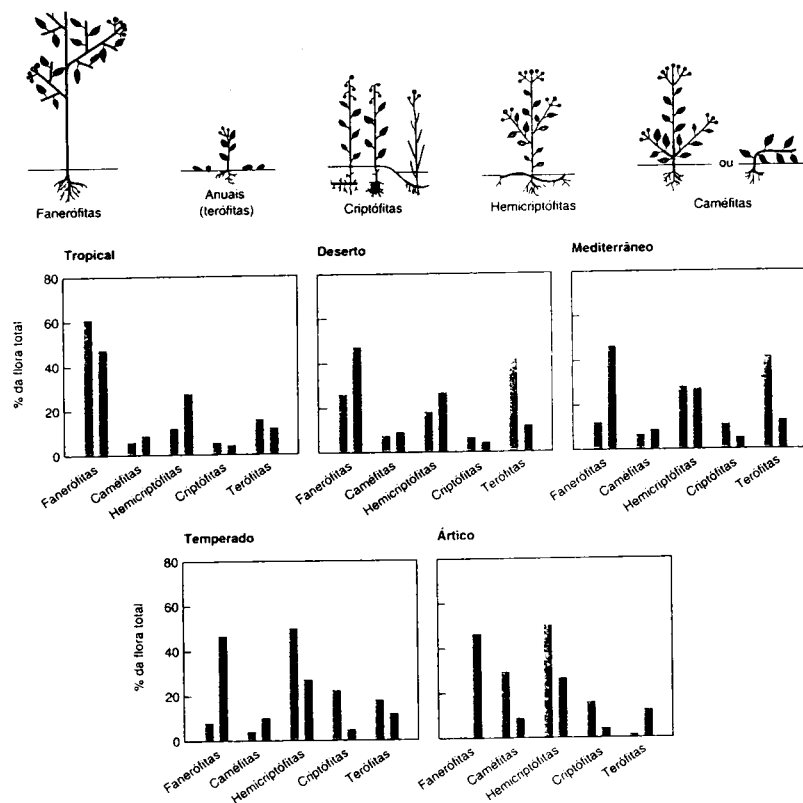 Fanerófitas
Anuais
(terófitas)
Criptófitas
Hemicriptófitas
ou
Caméfitas
Tropical
Deserto
Mediterrâneo
% da flora total
80
60
40
20
0
Fanerófitas
Caméfitas
Hemicriptófitas
Criptófitas
Terófitas
Fanerófitas
Caméfitas
Hemicriptófitas
Criptófitas
Terófitas
Fanerófitas
Caméfitas
Hemicriptófitas
Criptófitas
Terófitas
Temperado
Ártico
% da flora total
80
60
40
20
0
Fanerófitas
Caméfitas
Hemicriptófitas
Criptófitas
Terófitas
Fanerófitas
Caméfitas
Hemicriptófitas
Criptófitas
Terófitas